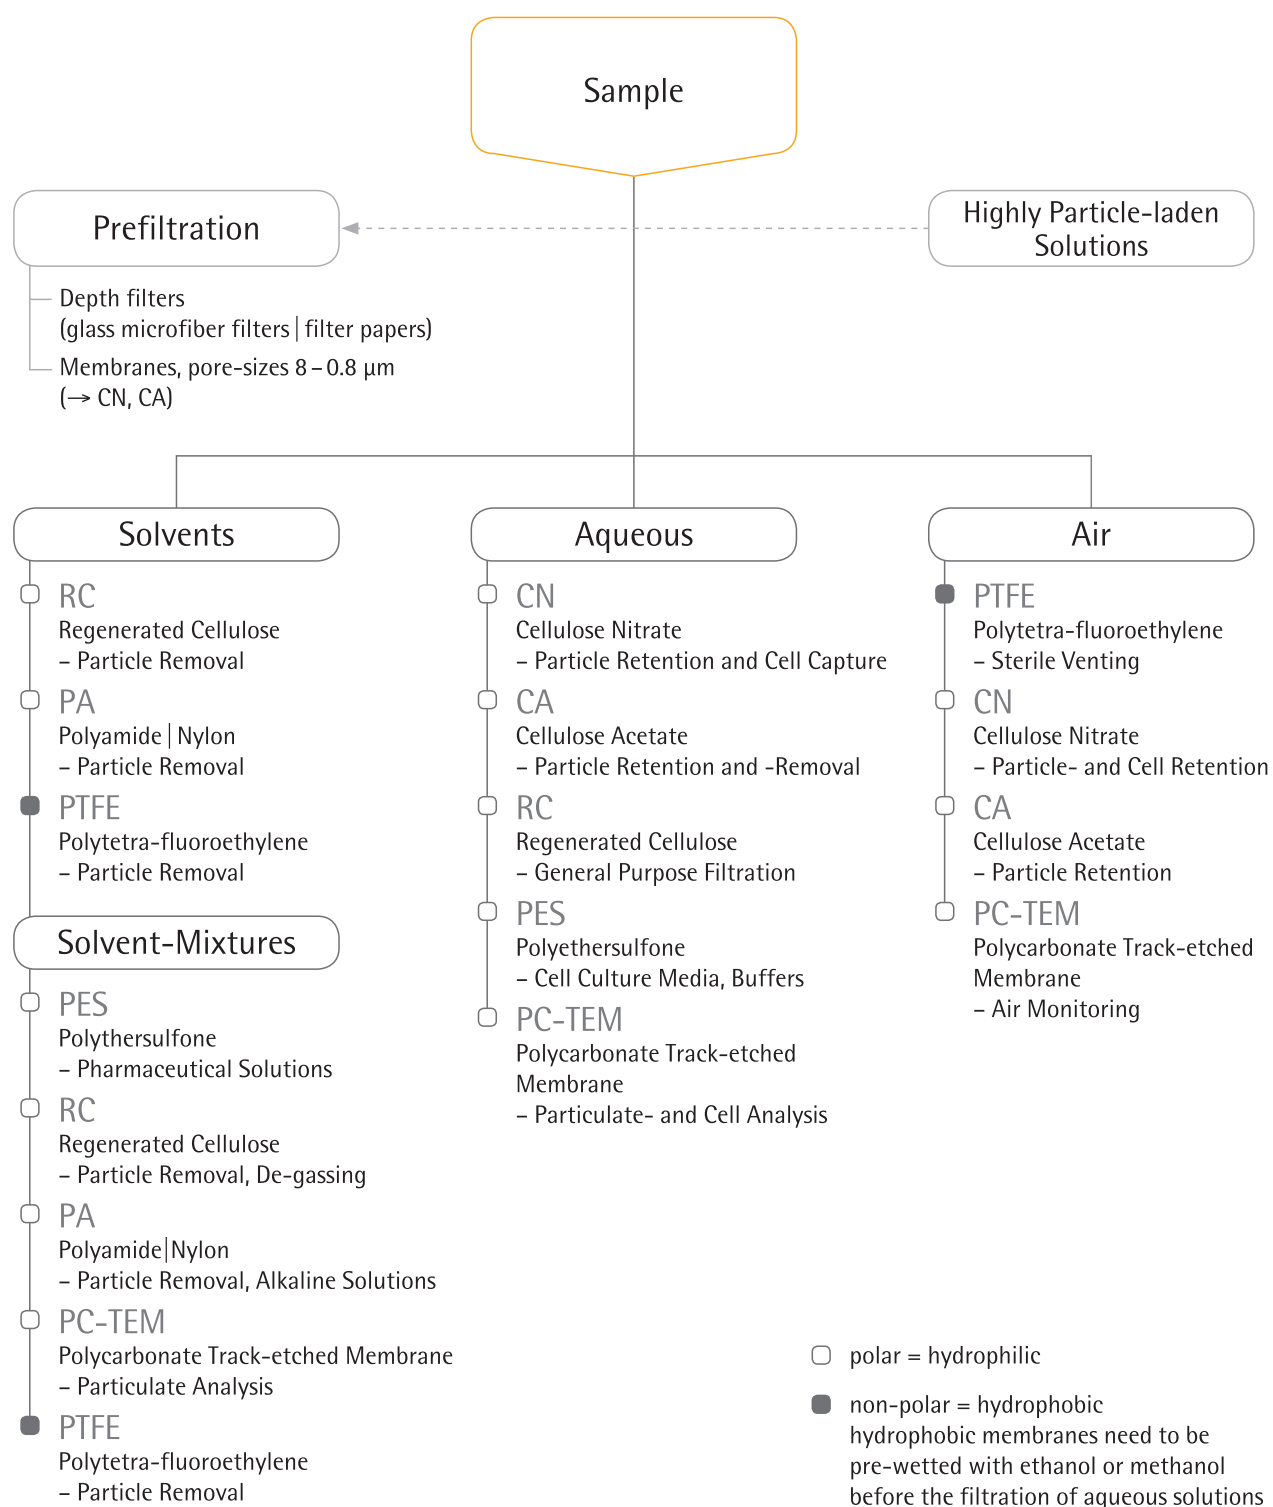 Sample
Prefiltration
Highly Particle-laden
Solutions
Depth filters
(glass microfiber filters | filter papers)
Membranes, pore-sizes 8 – 0.8 µm
(→ CN, CA)
Solvents
RC
Regenerated Cellulose
– Particle Removal
PA
Polyamide | Nylon
– Particle Removal
PTFE
Polytetra-fluoroethylene
– Particle Removal
Solvent-Mixtures
PES
Polythersulfone
– Pharmaceutical Solutions
RC
Regenerated Cellulose
– Particle Removal, De-gassing
PA
Polyamide|Nylon
– Particle Removal, Alkaline Solutions
PC-TEM
Polycarbonate Track-etched Membrane
– Particulate Analysis
PTFE
Polytetra-fluoroethylene
– Particle Removal
Aqueous
CN
Cellulose Nitrate
– Particle Retention and Cell Capture
CA
Cellulose Acetate
– Particle Retention and -Removal
RC
Regenerated Cellulose
– General Purpose Filtration
PES
Polyethersulfone
– Cell Culture Media, Buffers
PC-TEM
Polycarbonate Track-etched
Membrane
– Particulate- and Cell Analysis
Air
PTFE
Polytetra-fluoroethylene
– Sterile Venting
CN
Cellulose Nitrate
– Particle- and Cell Retention
CA
Cellulose Acetate
– Particle Retention
PC-TEM
Polycarbonate Track-etched
Membrane
– Air Monitoring
polar = hydrophilic
non-polar = hydrophobic
hydrophobic membranes need to be
pre-wetted with ethanol or methanol
before the filtration of aqueous solutions